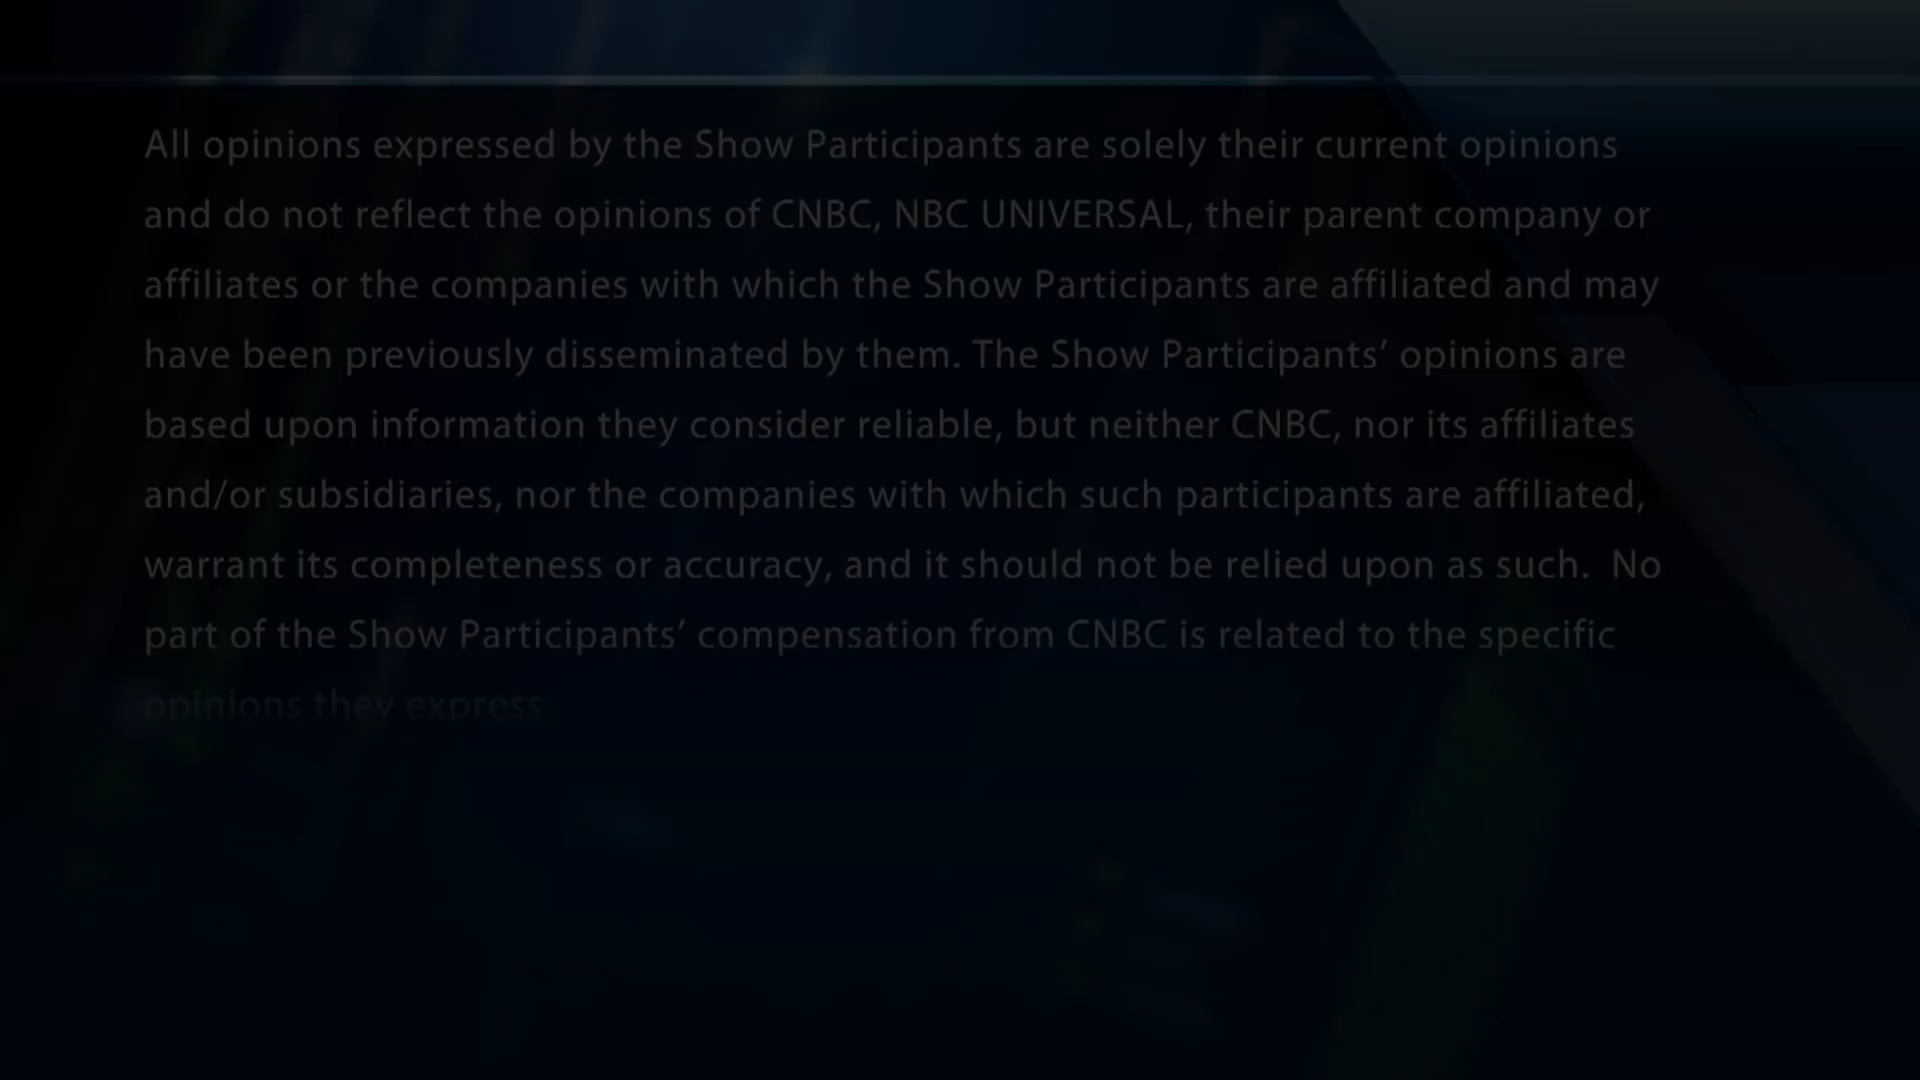 All opinions expressed by the Show Participants are solely their current opinions
and do not reflect the opinions of CNBC, NBC UNIVERSAL, their parent company or
affiliates or the companies with which the Show Participants are affiliated and may
have been previously disseminated by them. The Show Participants’ opinions are
based upon information they consider reliable, but neither CNBC, nor its affiliates
and/or subsidiaries, nor the companies with which such participants are affiliated,
warrant its completeness or accuracy, and it should not be relied upon as such.  No
part of the Show Participants’ compensation from CNBC is related to the specific
opinions they express